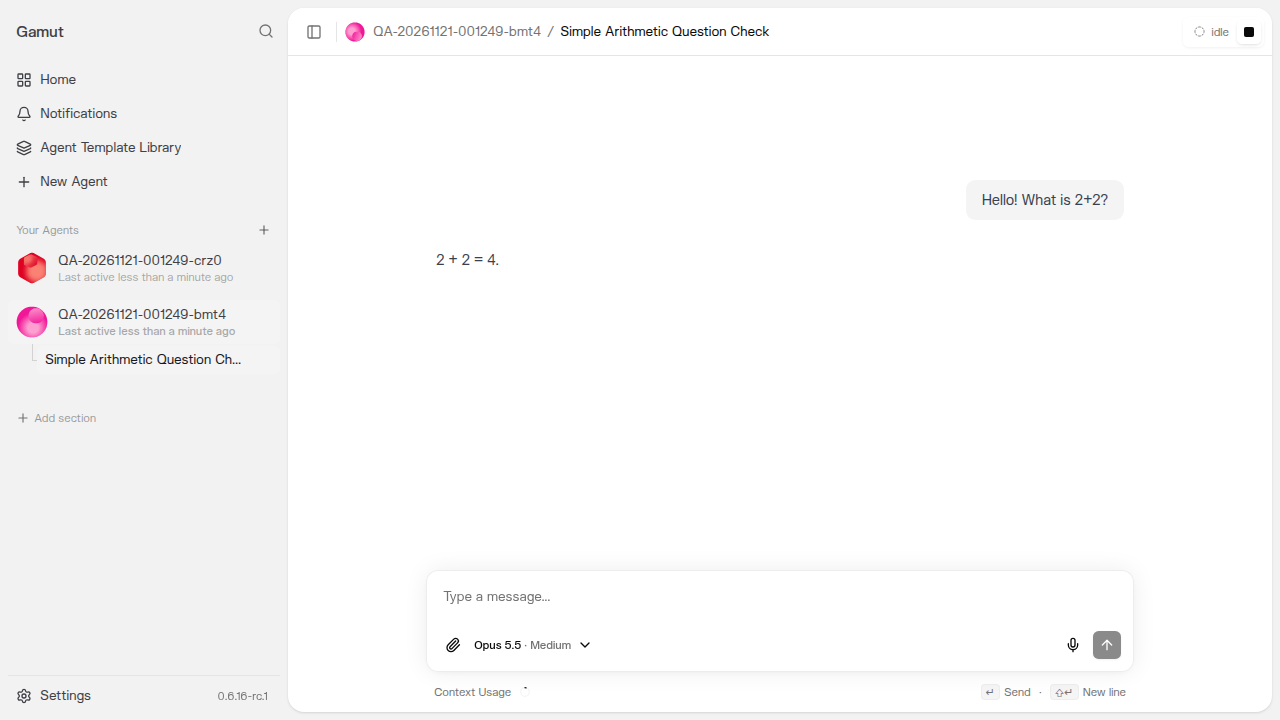 Gamut
Home
Notifications
Agent Template Library
New Agent
Your Agents
QA-20261121-001249-crz0
Last active less than a minute ago
QA-20261121-001249-bmt4
Last active less than a minute ago
Simple Arithmetic Question Ch...
Add section
Settings
0.6.16-rc.1
QA-20261121-001249-bmt4 / Simple Arithmetic Question Check
idle
Hello! What is 2+2?
2 + 2 = 4.
Type a message...
Opus 5.5 · Medium
Context Usage
Send · New line